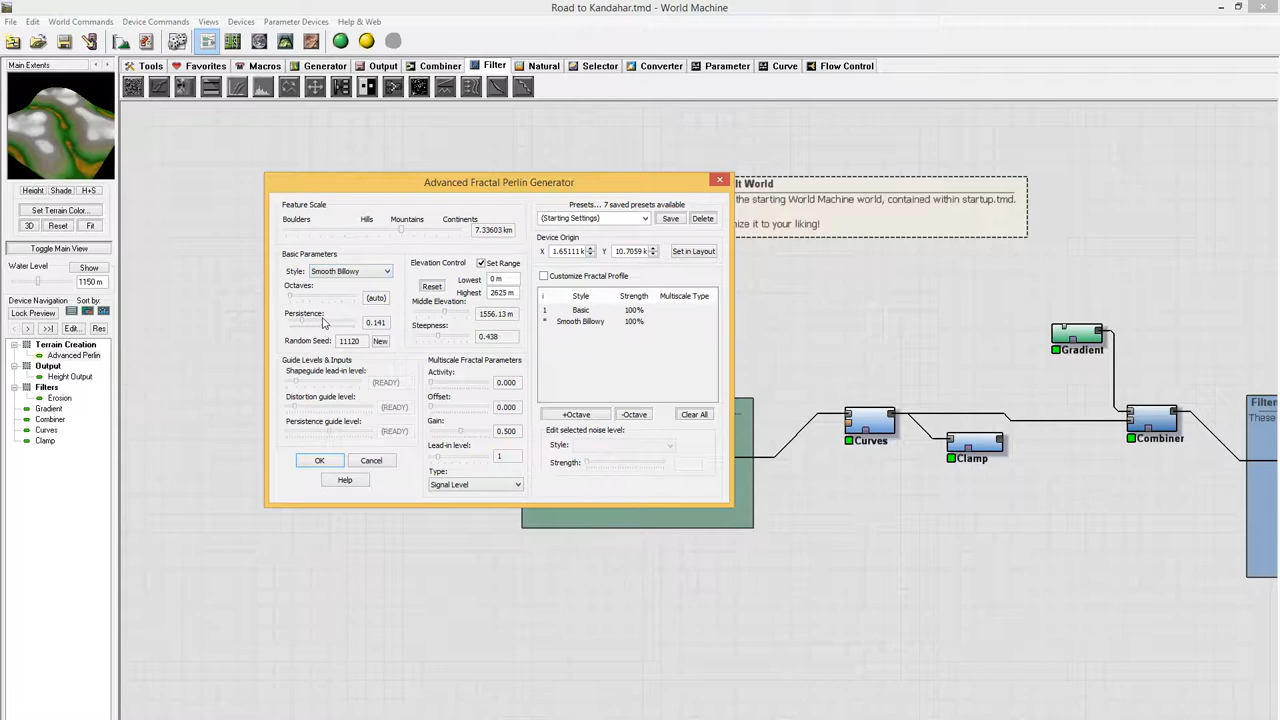 Road to Kandahar.tmd - World Machine
File Edit World Commands Device Commands Views Devices Parameter Devices Help & Web
Main Extents
Tools Favorites Macros Generator Output Combiner Filter Natural Selector Converter Parameter Curve Flow Control
Height Shade H+S
Set Terrain Color...
3D Reset Fit
Toggle Main View
Water Level Show
1150 m
Device Navigation Sort by:
Lock Preview
< > >>| Edit... Res
Terrain Creation
Advanced Perlin
Output
Height Output
Filters
Erosion
Gradient
Combiner
Curves
Clamp
Advanced Fractal Perlin Generator
Feature Scale
Boulders Hills Mountains Continents
7.33603 km
Basic Parameters
Style: Smooth Billowy
Octaves:
(auto)
Persistence:
0.141
Random Seed: 11120 New
Elevation Control Set Range
Reset Lowest 0 m
Highest 2625 m
Middle Elevation:
1556.13 m
Steepness:
0.438
Guide Levels & Inputs
Shapeguide lead-in level:
(READY)
Distortion guide level:
(READY)
Persistence guide level:
(READY)
OK Cancel
Help
Multiscale Fractal Parameters
Activity:
0.000
Offset:
0.000
Gain:
0.500
Lead-in level:
1
Type:
Signal Level
Presets... 7 saved presets available
(Starting Settings) Save Delete
Device Origin
X 1.65111 k Y 10.7059 k Set in Layout
Customize Fractal Profile
i Style Strength Multiscale Type
1 Basic 100%
* Smooth Billowy 100%
+Octave -Octave Clear All
Edit selected noise level:
Style:
Strength:
lt World
the starting World Machine world, contained within startup.tmd.
ize it to your liking!
Gradient
Curves
Clamp
Combiner
Filter
These